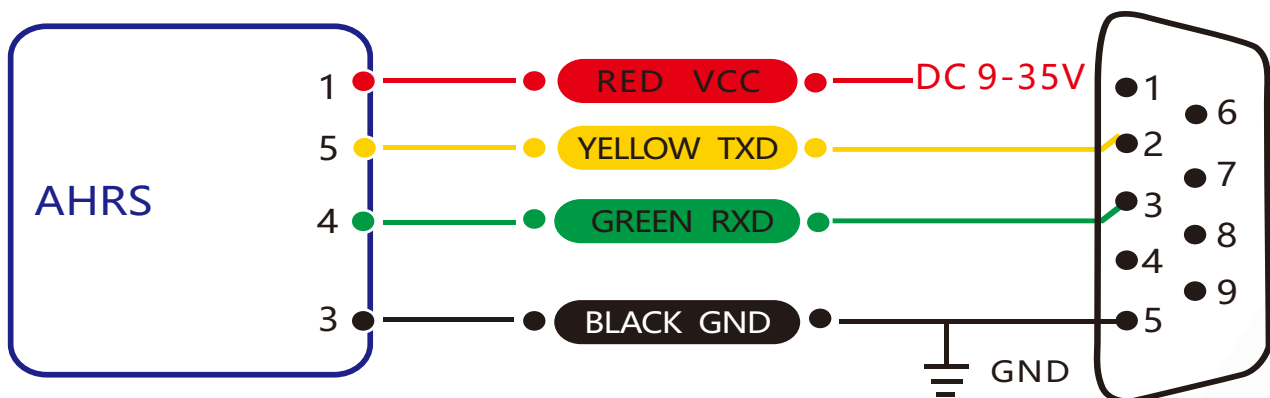 1 RED VCC DC 9-35V 1
6
5 YELLOW TXD 2
7
AHRS
3
4 GREEN RXD
8
4
9
3 BLACK GND 5
GND